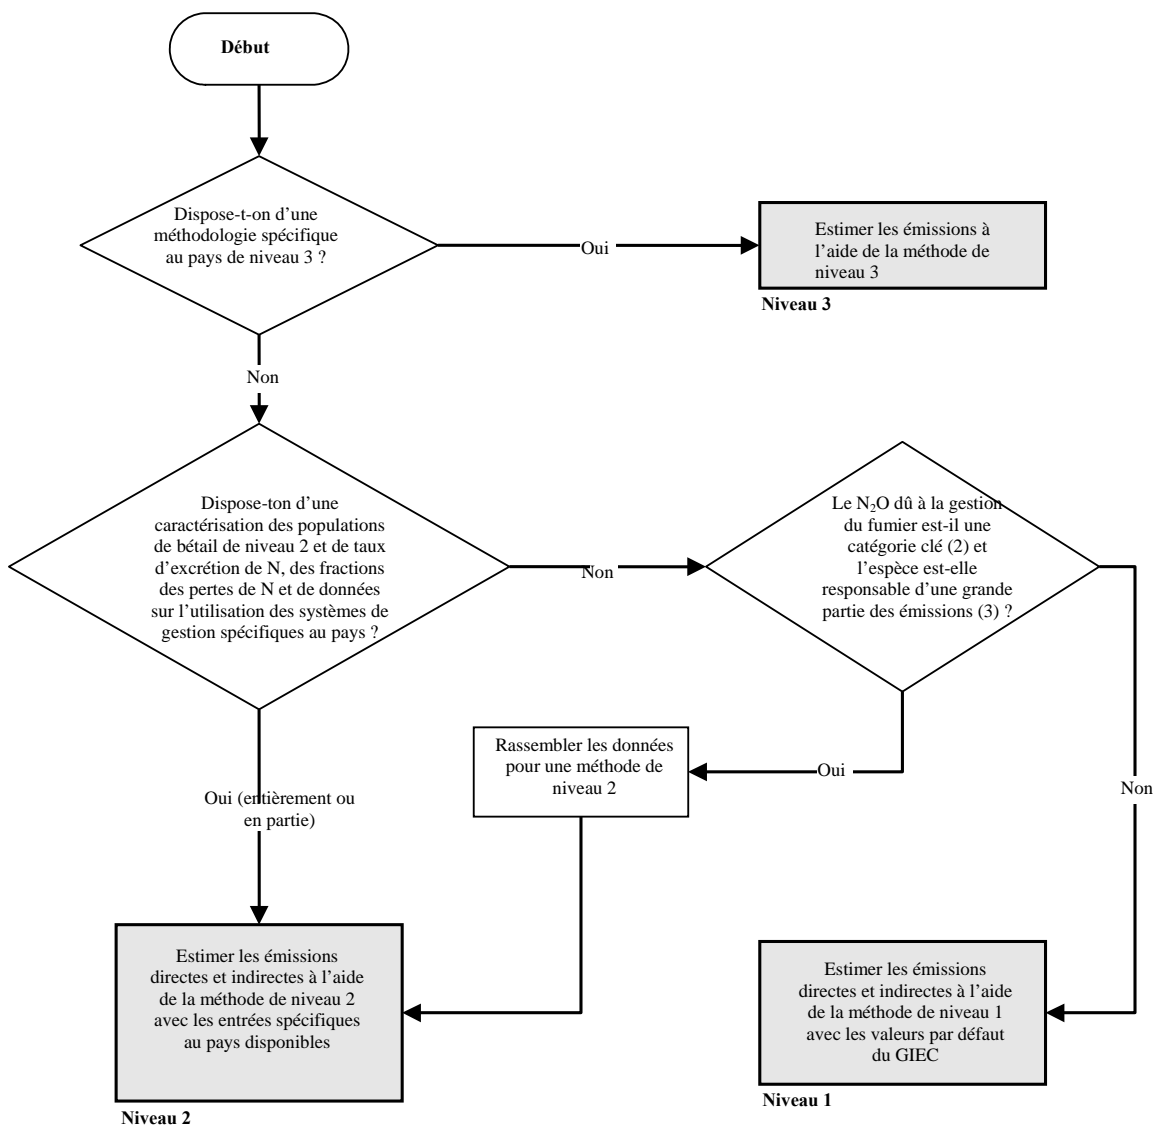 Début
Dispose-t-on d’une
méthodologie spécifique
au pays de niveau 3 ?
Oui
Estimer les émissions à
l’aide de la méthode de
niveau 3
Niveau 3
Non
Dispose-ton d’une
caractérisation des populations
de bétail de niveau 2 et de taux
d’excrétion de N, des fractions
des pertes de N et de données
sur l’utilisation des systèmes de
gestion spécifiques au pays ?
Non
Le N₂O dû à la gestion
du fumier est-il une
catégorie clé (2) et
l’espèce est-elle
responsable d’une grande
partie des émissions (3) ?
Rassembler les données
pour une méthode de
niveau 2
Oui
Non
Oui (entièrement ou
en partie)
Estimer les émissions
directes et indirectes à l’aide
de la méthode de niveau 2
avec les entrées spécifiques
au pays disponibles
Niveau 2
Estimer les émissions
directes et indirectes à l’aide
de la méthode de niveau 1
avec les valeurs par défaut
du GIEC
Niveau 1